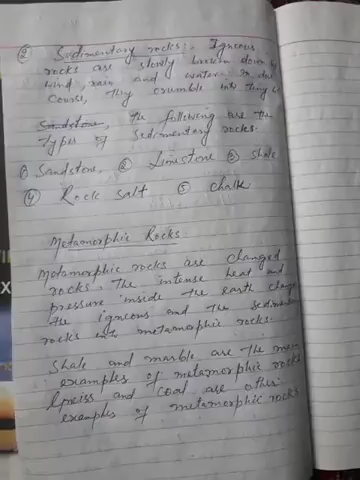 ② Sedimentary rocks:- Igneous
rocks are slowly broken down by
wind, rain and water. In due
course, they crumble into tiny
the following are the
types of sedimentary rocks.
① Sandstone, ② Limestone ③ Shale
④ Rock salt ⑤ Chalk
Metamorphic Rocks
Metamorphic rocks are changed
rocks. The intense heat and
pressure inside the earth change
the igneous and the sedimen
rocks into metamorphic rocks.
Shale and marble are the main
examples of metamorphic rocks
and coal are other
examples of metamorphic rocks